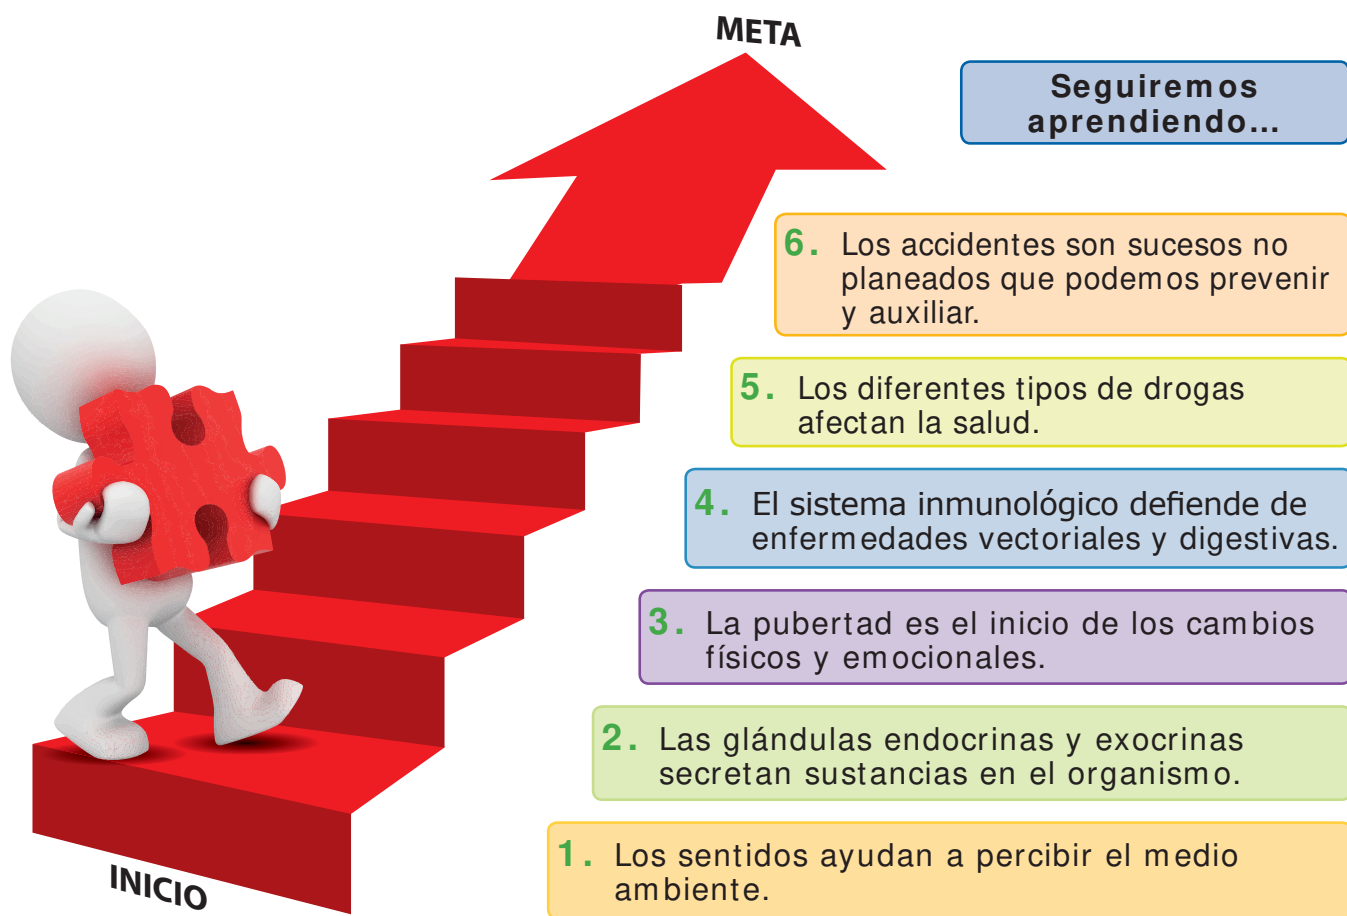 META
Seguiremos
aprendiendo...
6. Los accidentes son sucesos no
planeados que podemos prevenir
y auxiliar.
5. Los diferentes tipos de drogas
afectan la salud.
4. El sistema inmunológico defiende de
enfermedades vectoriales y digestivas.
3. La pubertad es el inicio de los cambios
físicos y emocionales.
2. Las glándulas endocrinas y exocrinas
secretan sustancias en el organismo.
1. Los sentidos ayudan a percibir el medio
ambiente.
INICIO